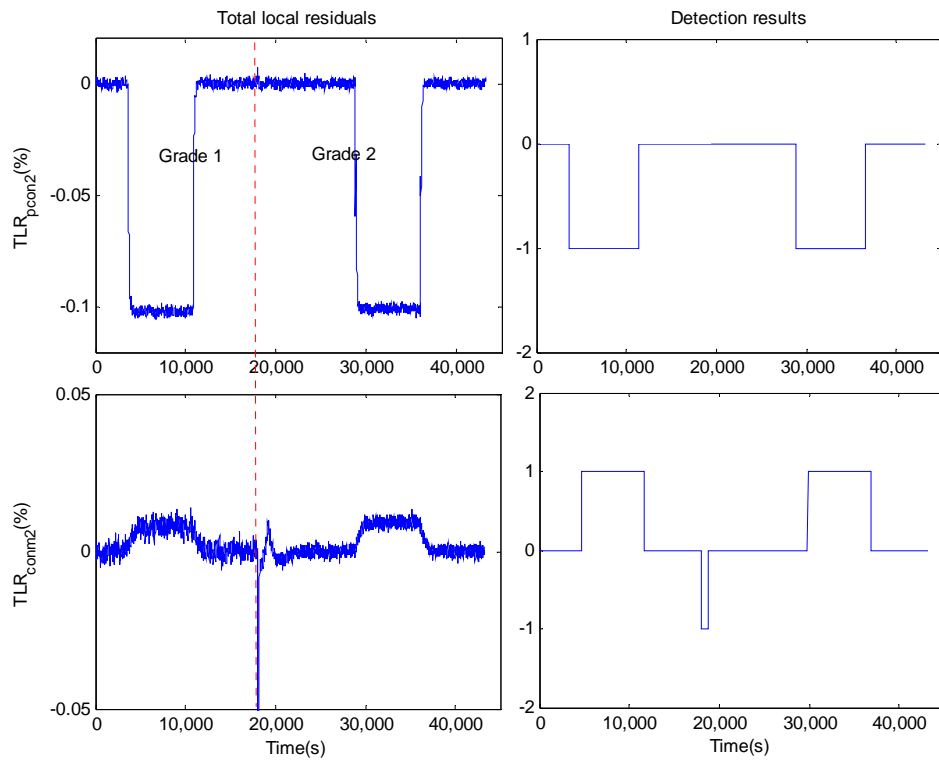 Total local residuals
Detection results
TLR_pcon2(%)
0
-0.05
-0.1
Grade 1
Grade 2
0 10,000 20,000 30,000 40,000
1
0
-1
-2
0 10,000 20,000 30,000 40,000
TLR_conm2(%)
0.05
0
-0.05
0 10,000 20,000 30,000 40,000
Time(s)
2
1
0
-1
-2
0 10,000 20,000 30,000 40,000
Time(s)